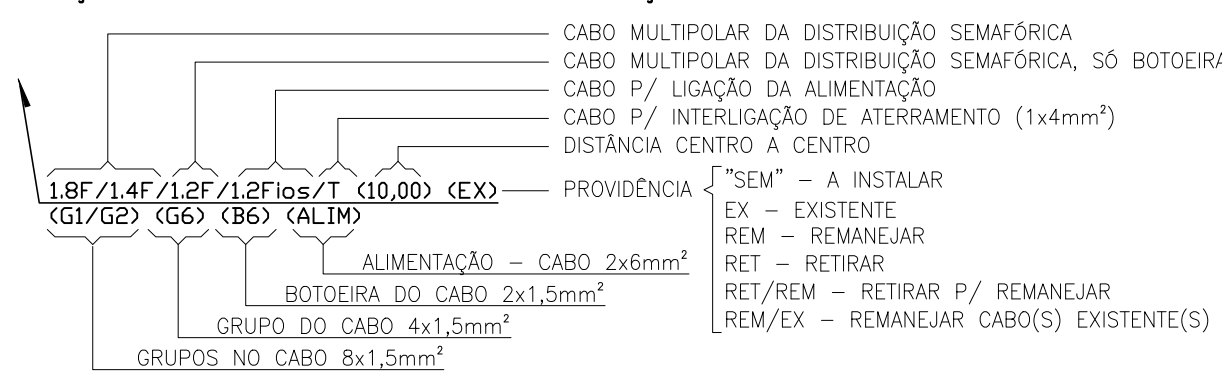 CABO MULTIPOLAR DA DISTRIBUIÇÃO SEMAFÓRICA
CABO MULTIPOLAR DA DISTRIBUIÇÃO SEMAFÓRICA, SÓ BOTOEIRA
CABO P/ LIGAÇÃO DA ALIMENTAÇÃO
CABO P/ INTERLIGAÇÃO DE ATERRAMENTO (1x4mm²)
DISTÂNCIA CENTRO A CENTRO
1.8F/1.4F/1.2F/1.2Fios/T (10,00) (EX)
(G1/G2) (G6) (B6) (ALIM)
PROVIDÊNCIA
"SEM" – A INSTALAR
EX – EXISTENTE
REM – REMANEJAR
RET – RETIRAR
RET/REM – RETIRAR P/ REMANEJAR
REM/EX – REMANEJAR CABO(S) EXISTENTE(S)
ALIMENTAÇÃO – CABO 2x6mm²
BOTOEIRA DO CABO 2x1,5mm²
GRUPO DO CABO 4x1,5mm²
GRUPOS NO CABO 8x1,5mm²